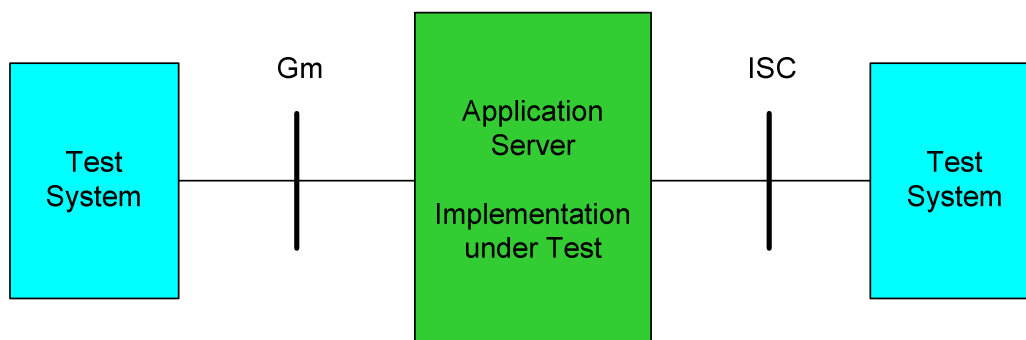 Gm
ISC
Test
System
Application
Server
Implementation
under Test
Test
System